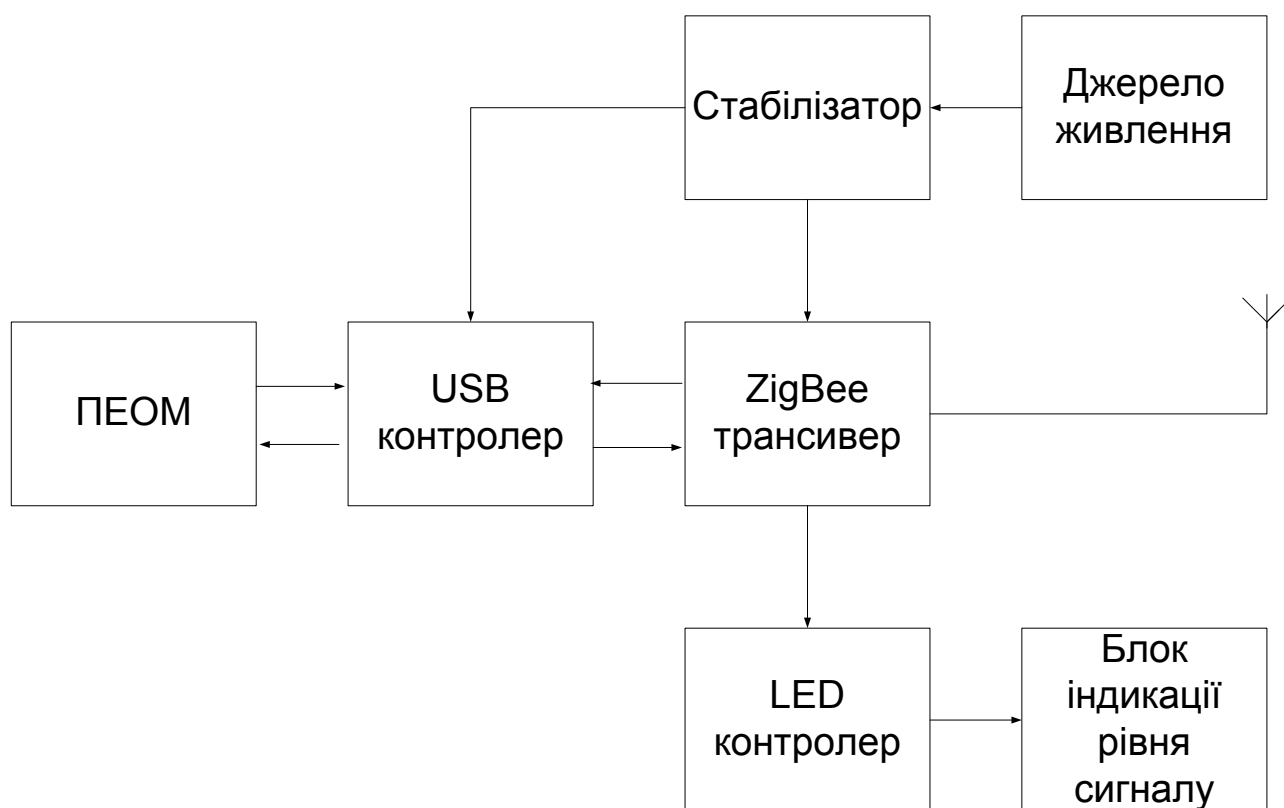 Стабілізатор
Джерело
живлення
ПЕОМ
USB
контролер
ZigBee
трансивер
LED
контролер
Блок
індикації
рівня
сигналу